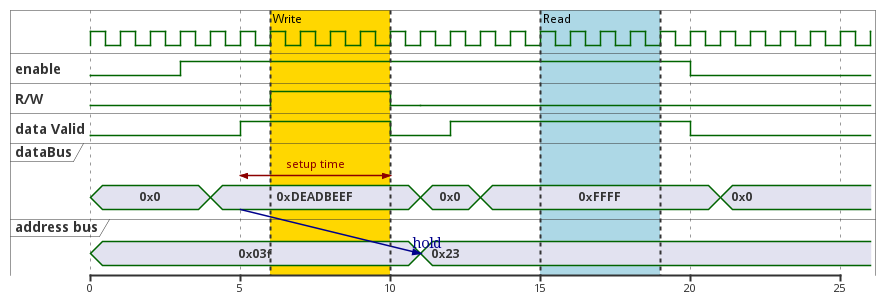 Write Read
enable
R/W
data Valid
dataBus
setup time
0x0 0xDEADBEEF 0x0 0xFFFF 0x0
address bus
hold
0x03f 0x23
0 5 10 15 20 25